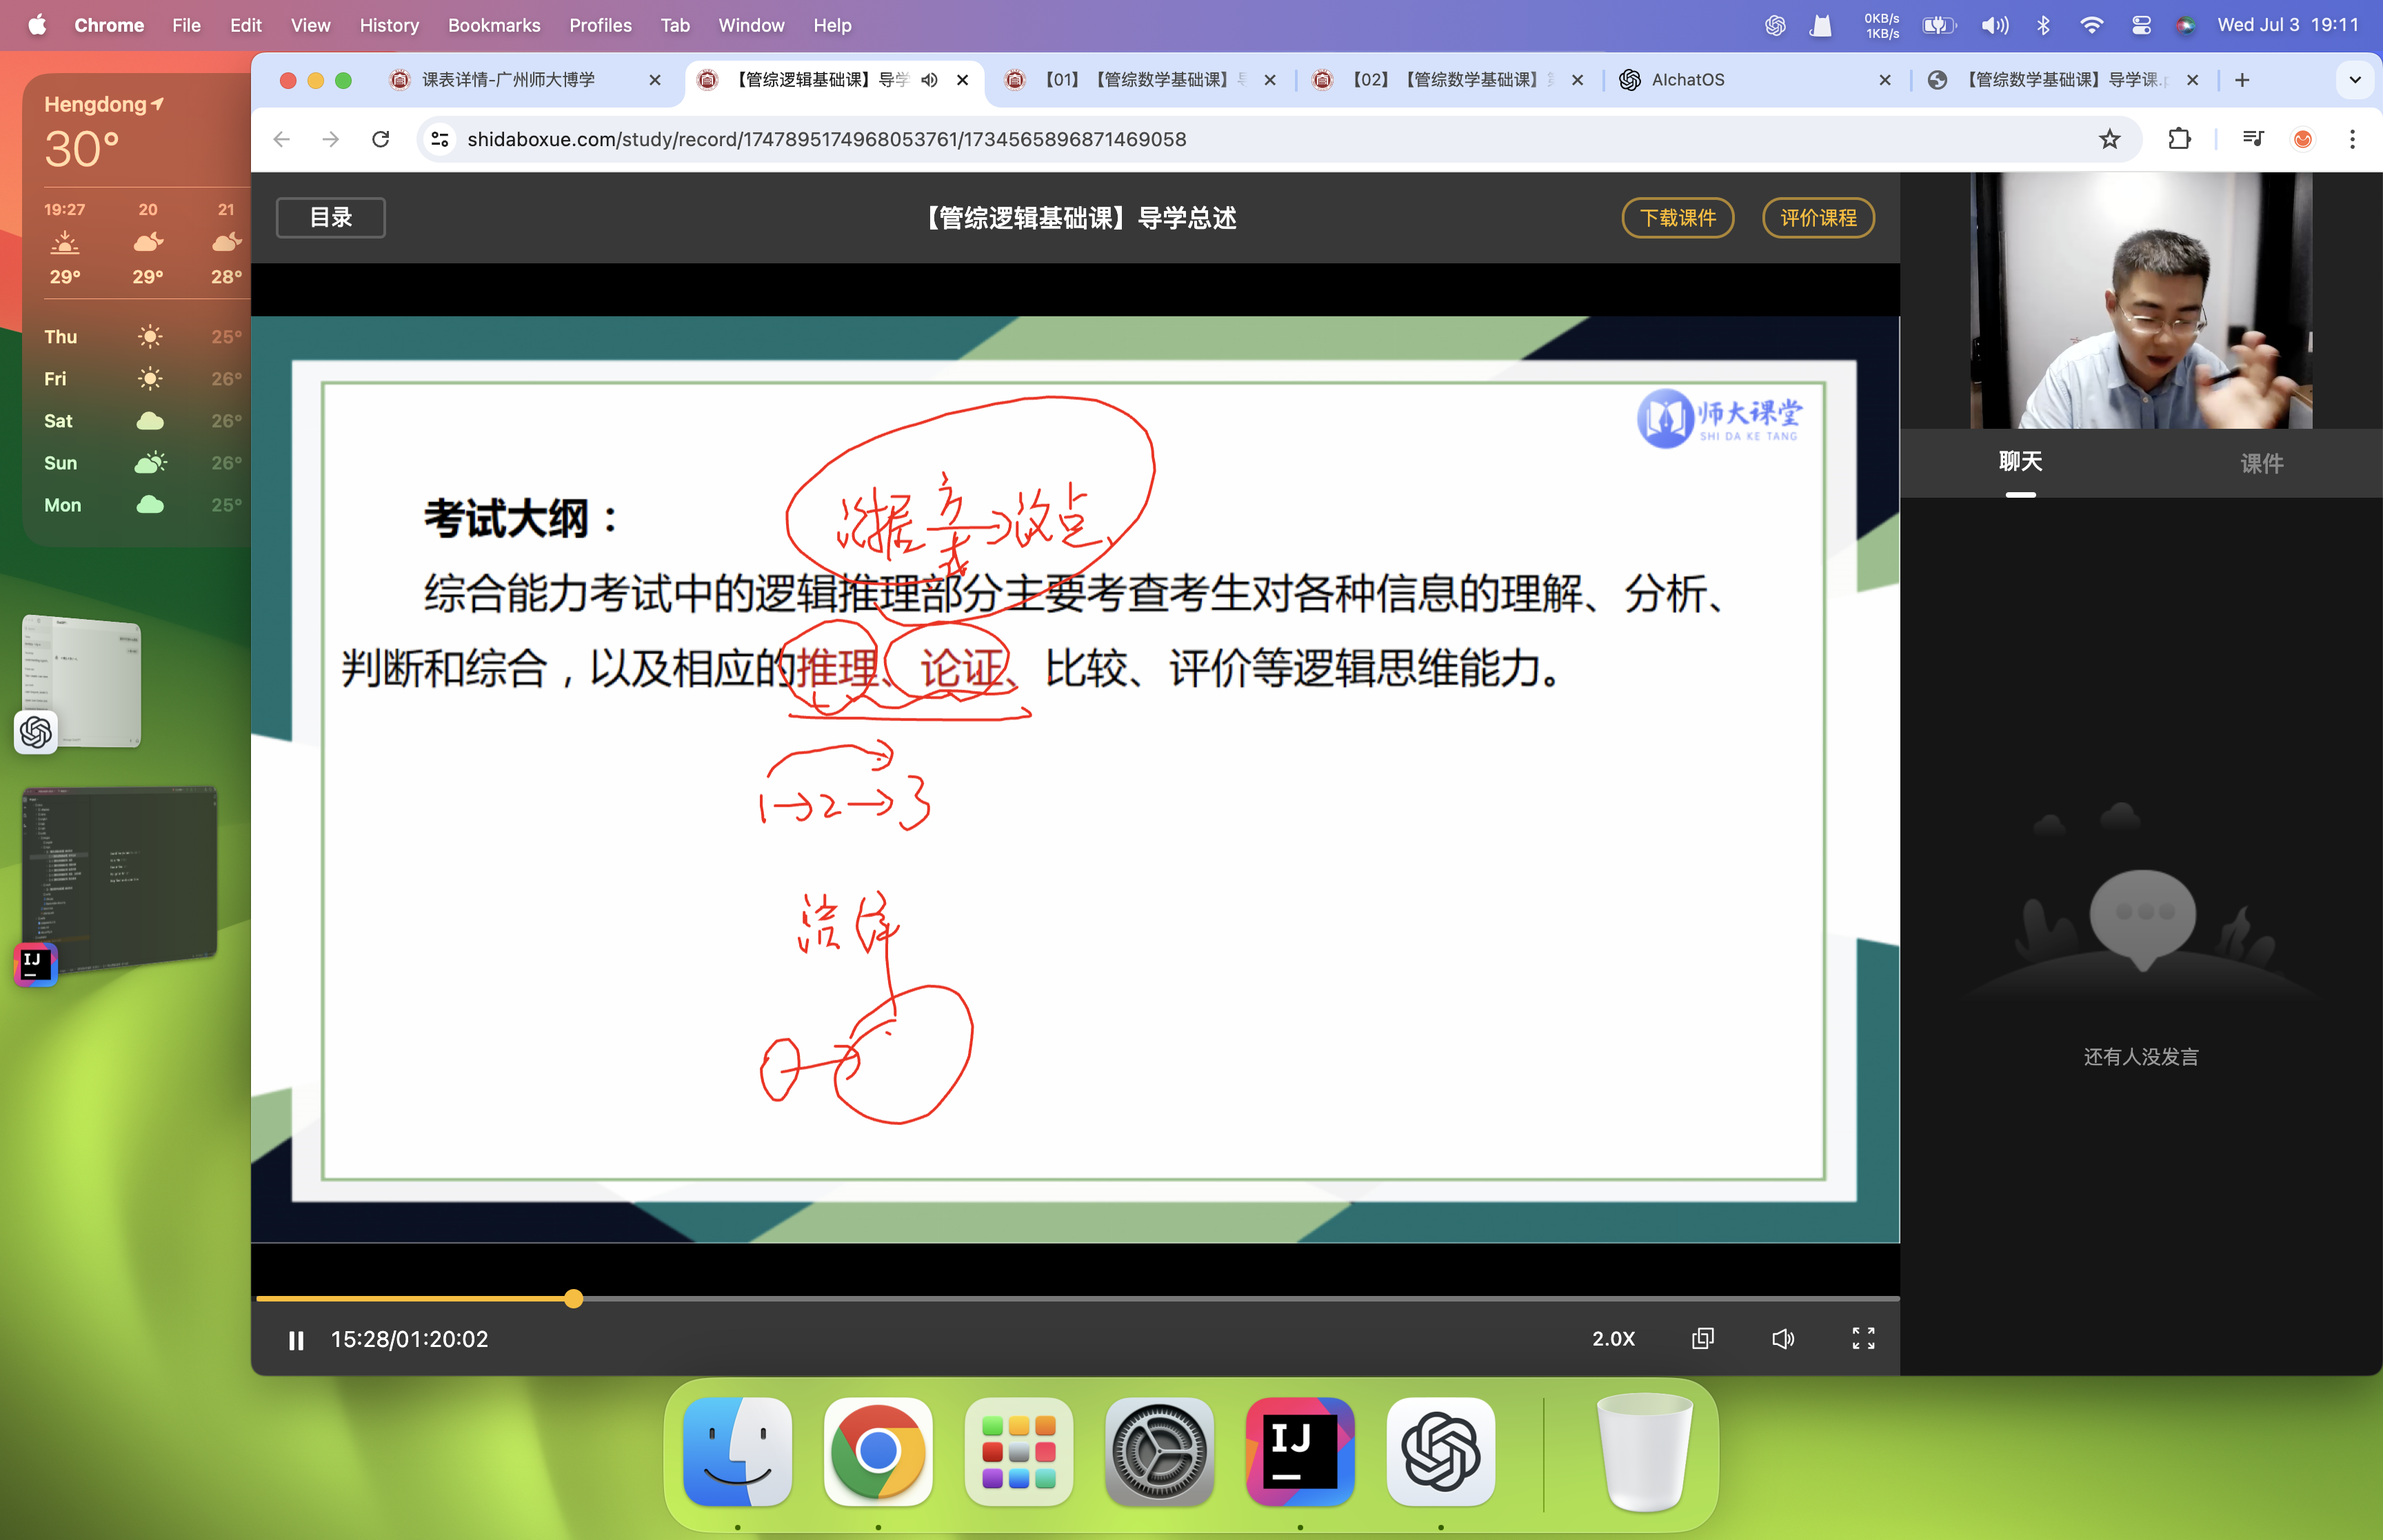 Chrome File Edit View History Bookmarks Profiles Tab Window Help
0KB/s
1KB/s
Wed Jul 3 19:11
Hengdong
30°
19:27 20 21
29° 29° 28°
Thu 25°
Fri 26°
Sat 26°
Sun 26°
Mon 25°
课表详情-广州师大博学
【管综逻辑基础课】导学
【01】【管综数学基础课】
【02】【管综数学基础课】
AIchatOS
【管综数学基础课】导学课.
shidaboxue.com/study/record/1747895174968053761/1734565896871469058
目录
【管综逻辑基础课】导学总述
下载课件
评价课程
师大课堂
SHI DA KE TANG
论据 方式 论点
考试大纲：
综合能力考试中的逻辑推理部分主要考查考生对各种信息的理解、分析、
判断和综合，以及相应的推理、论证、比较、评价等逻辑思维能力。
1→2→3
聊天
课件
还有人没发言
15:28/01:20:02
2.0X
IJ
IJ